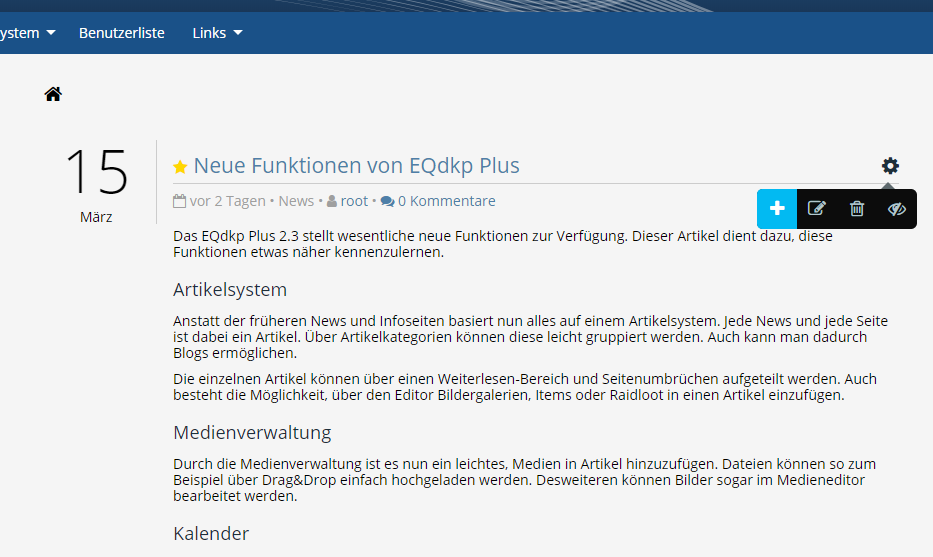 ystem Benutzerliste Links
15
März
Neue Funktionen von EQdkp Plus
vor 2 Tagen • News • root • 0 Kommentare
Das EQdkp Plus 2.3 stellt wesentliche neue Funktionen zur Verfügung. Dieser Artikel dient dazu, diese
Funktionen etwas näher kennenzulernen.
Artikelsystem
Anstatt der früheren News und Infoseiten basiert nun alles auf einem Artikelsystem. Jede News und jede Seite
ist dabei ein Artikel. Über Artikelkategorien können diese leicht gruppiert werden. Auch kann man dadurch
Blogs ermöglichen.
Die einzelnen Artikel können über einen Weiterlesen-Bereich und Seitenumbrüchen aufgeteilt werden. Auch
besteht die Möglichkeit, über den Editor Bildergalerien, Items oder Raidloot in einen Artikel einzufügen.
Medienverwaltung
Durch die Medienverwaltung ist es nun ein leichtes, Medien in Artikel hinzuzufügen. Dateien können so zum
Beispiel über Drag&Drop einfach hochgeladen werden. Desweiteren können Bilder sogar im Medieneditor
bearbeitet werden.
Kalender